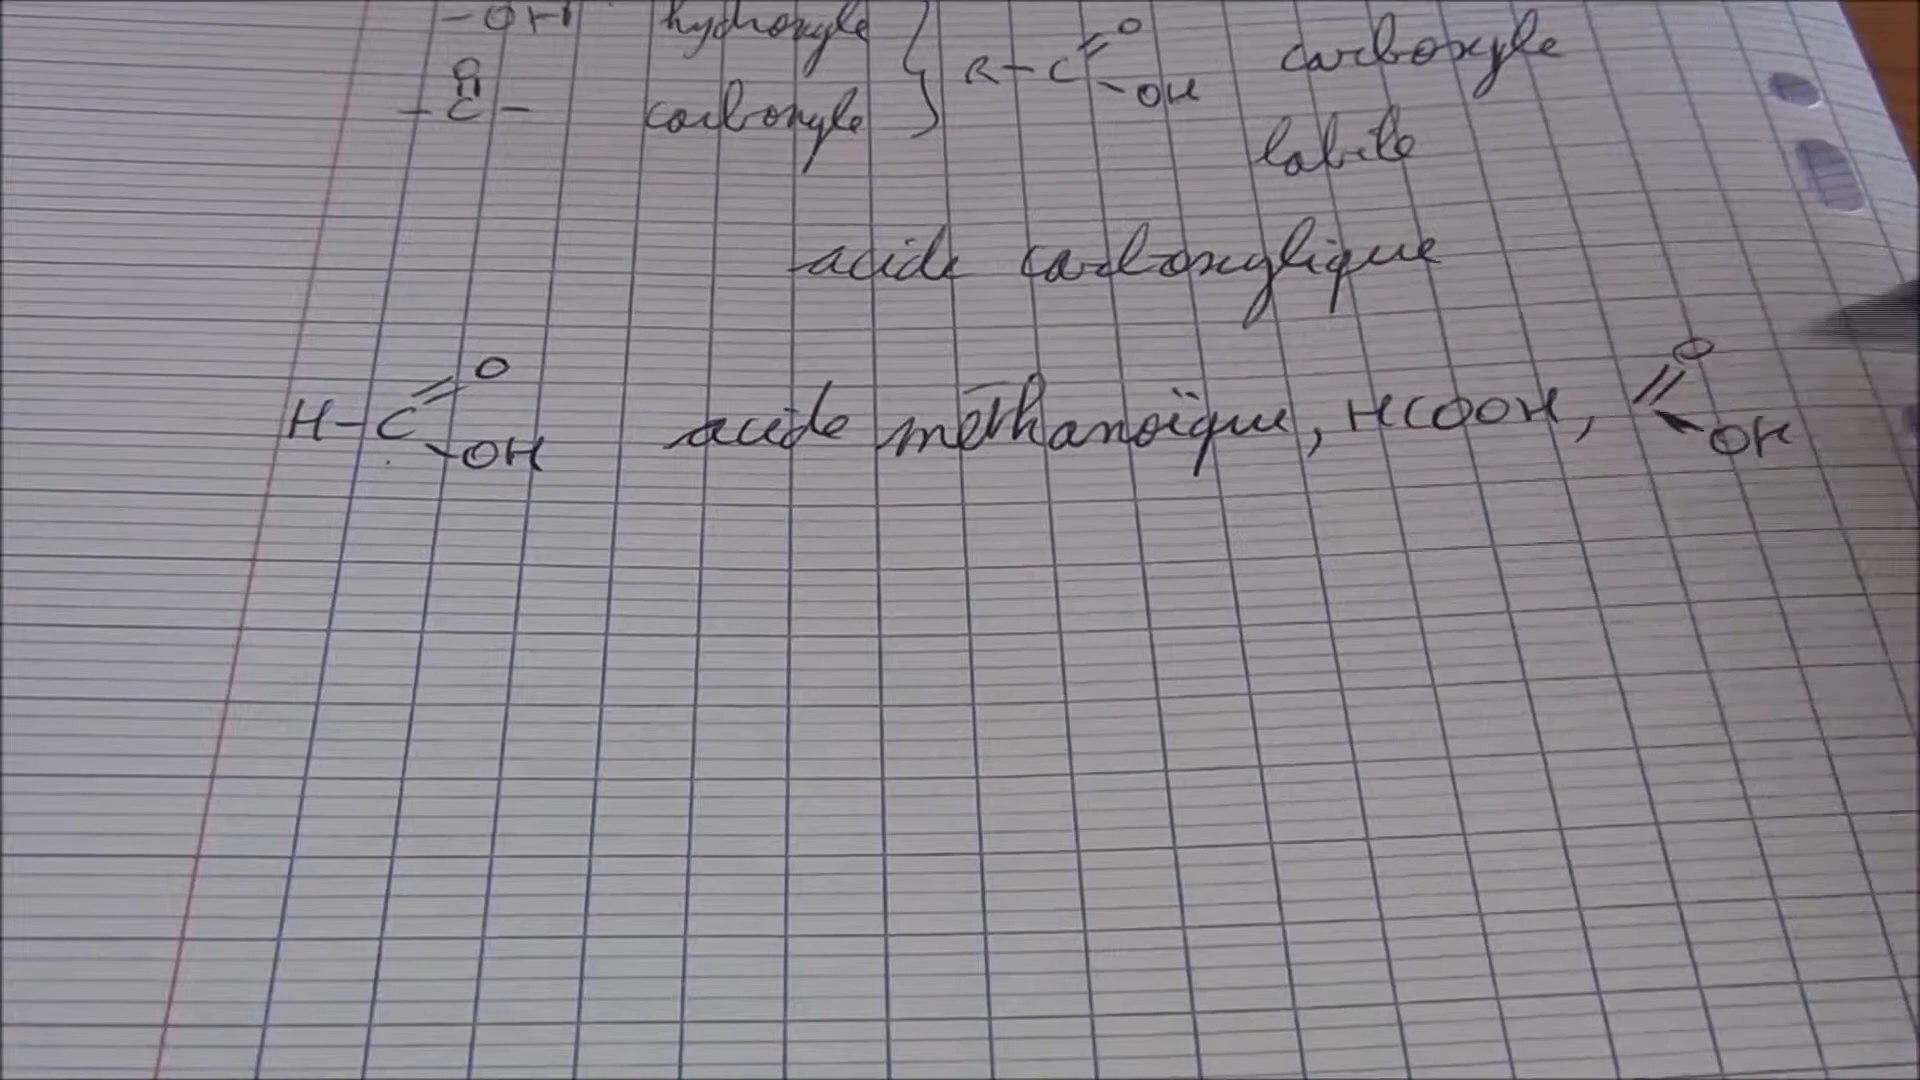 -OH hydroxyle
R-C O carboxyle
-OH
O
-C- carbonyle
labile
acide carboxylique
O O
H-C acide méthanoïque, HCOOH,
-OH OH